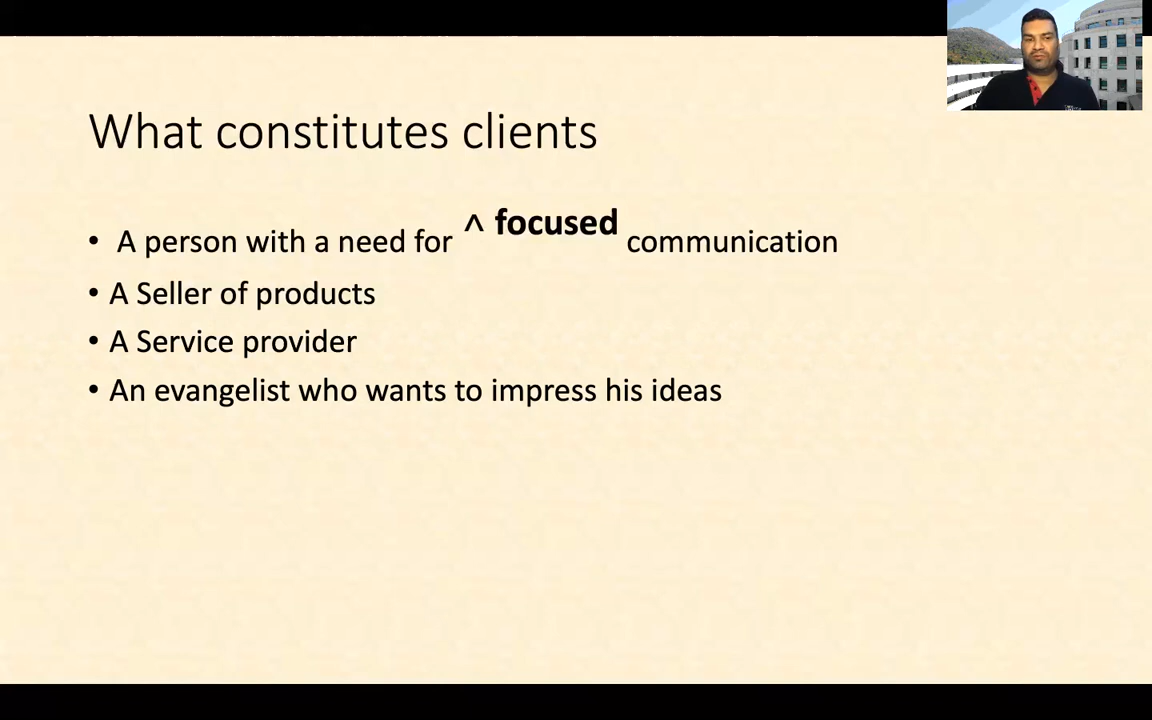 What constitutes clients
• A person with a need for ^ focused communication
• A Seller of products
• A Service provider
• An evangelist who wants to impress his ideas